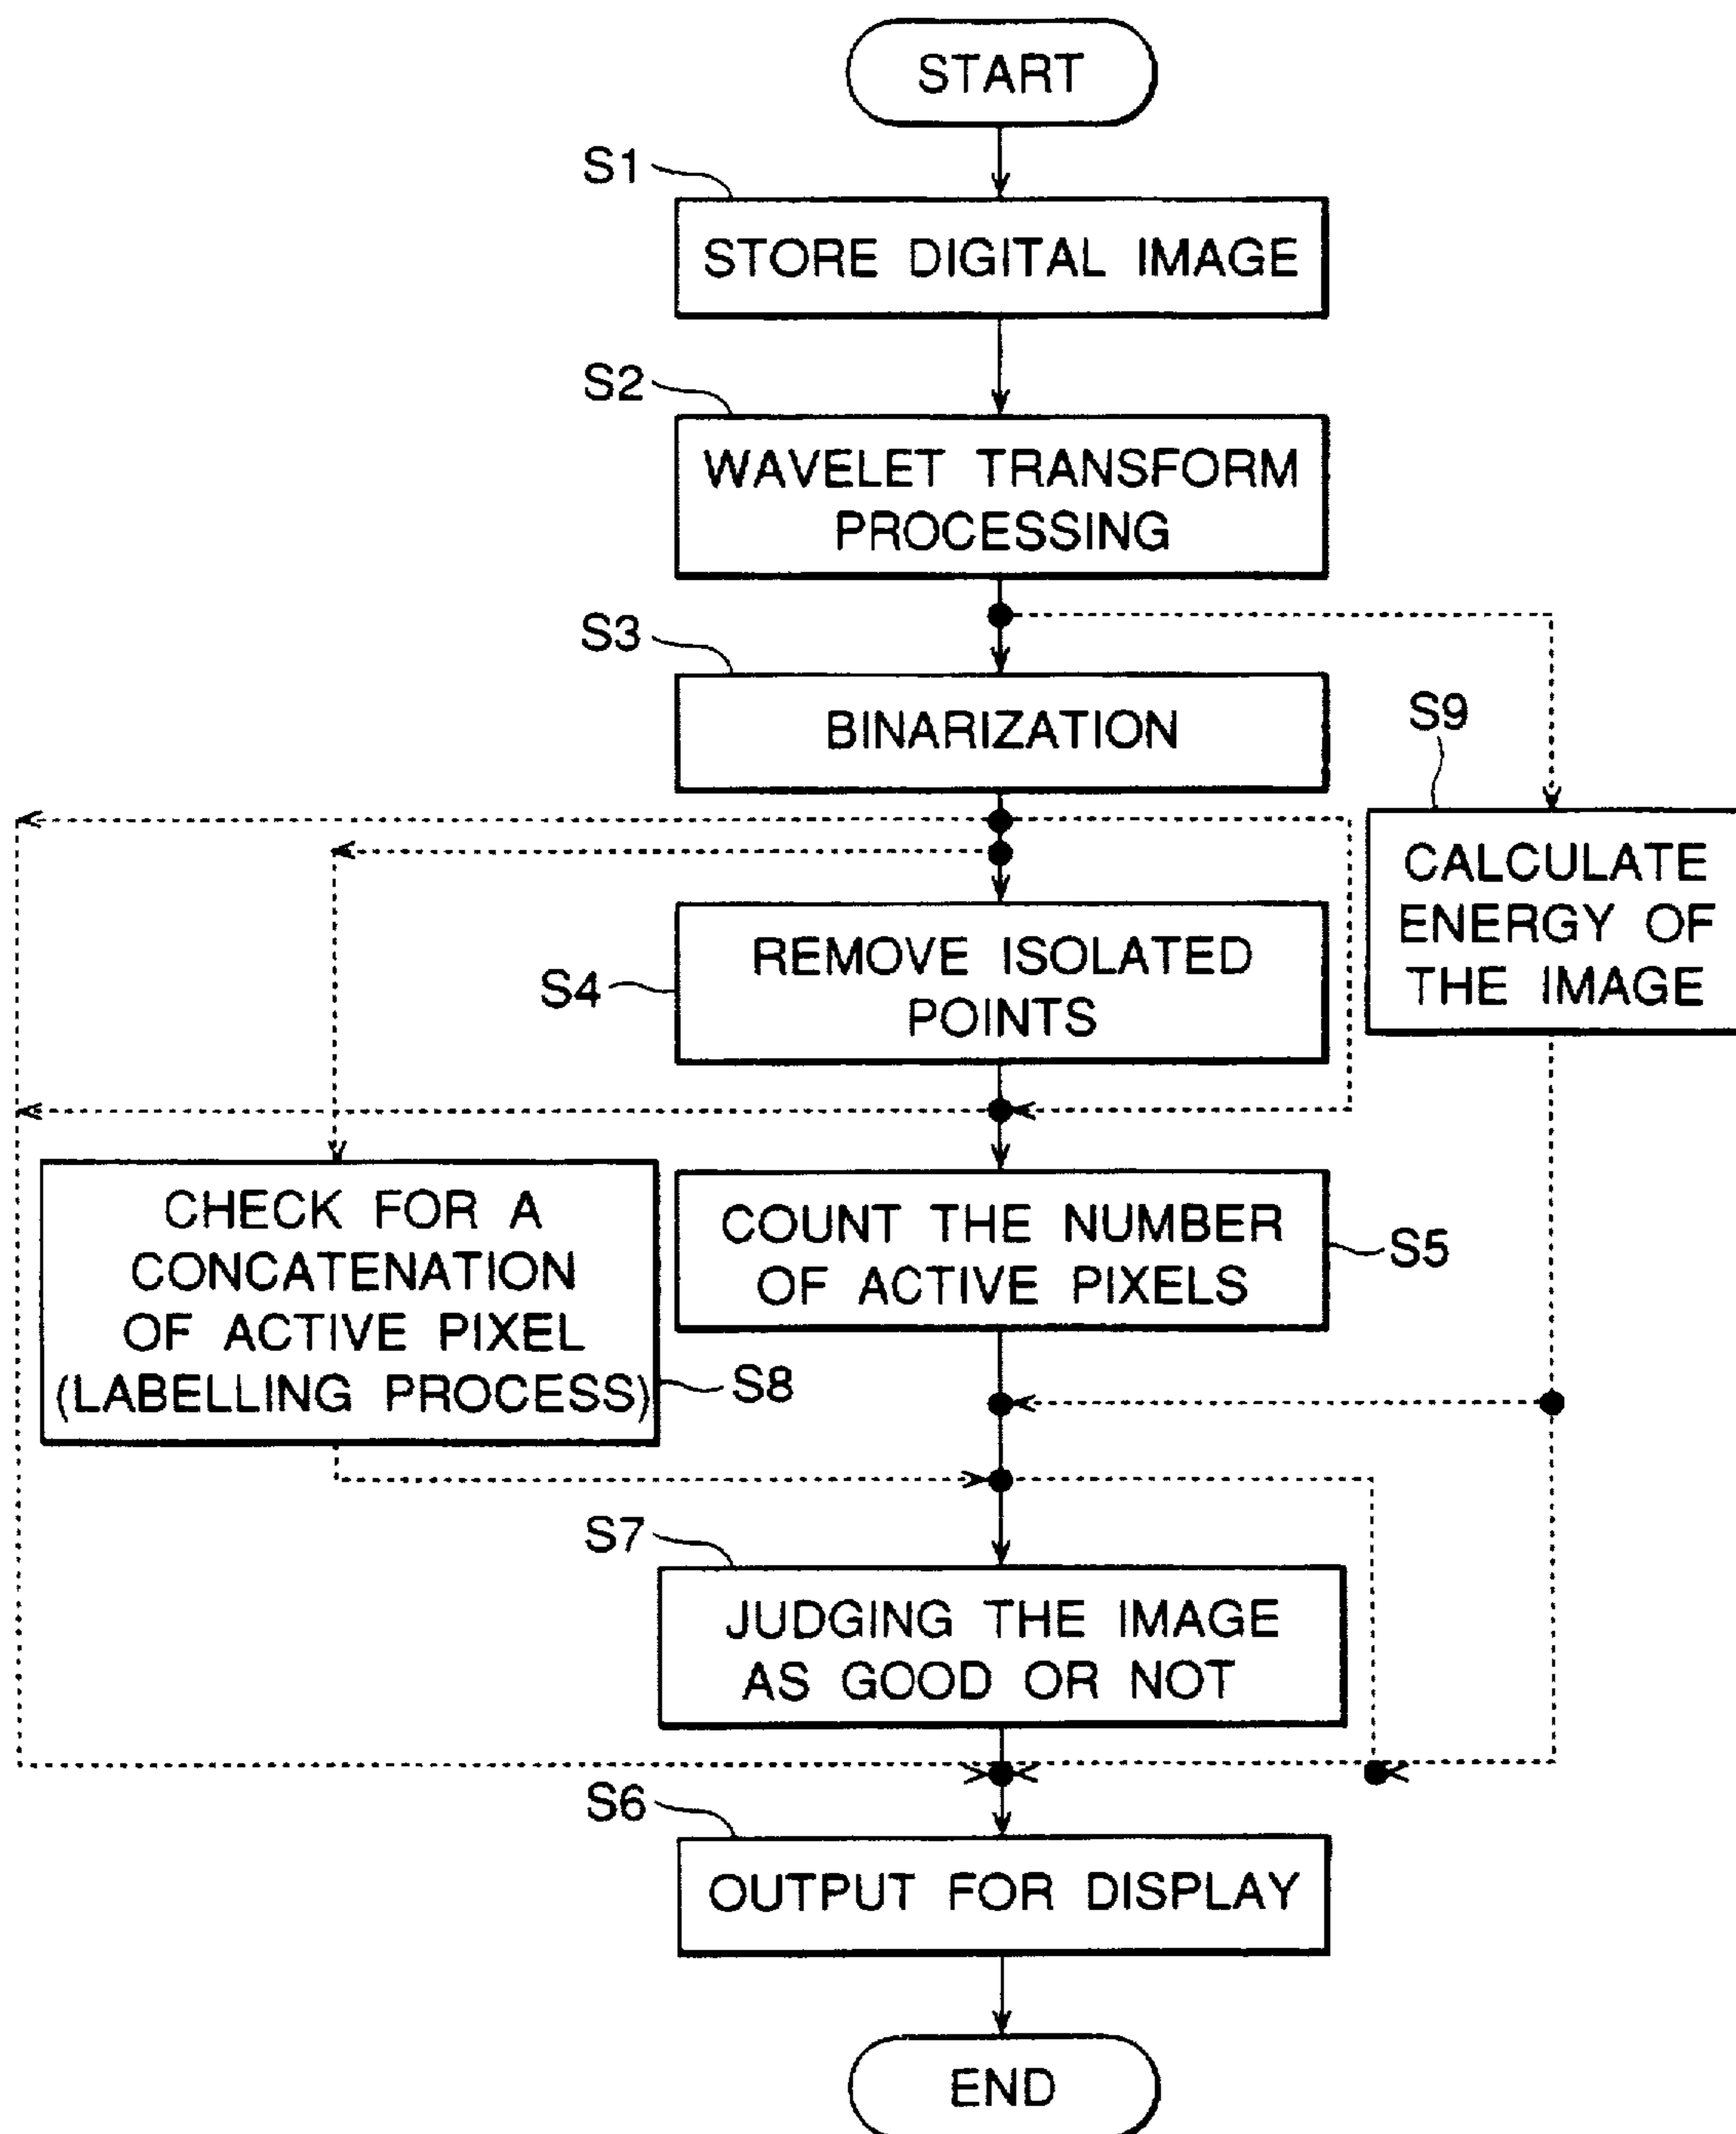 START
S1
STORE DIGITAL IMAGE
S2
WAVELET TRANSFORM
PROCESSING
S3
BINARIZATION
S9
CALCULATE
ENERGY OF
THE IMAGE
S4
REMOVE ISOLATED
POINTS
CHECK FOR A
CONCATENATION
OF ACTIVE PIXEL
(LABELLING PROCESS)
S8
COUNT THE NUMBER
OF ACTIVE PIXELS
S5
S7
JUDGING THE IMAGE
AS GOOD OR NOT
S6
OUTPUT FOR DISPLAY
END